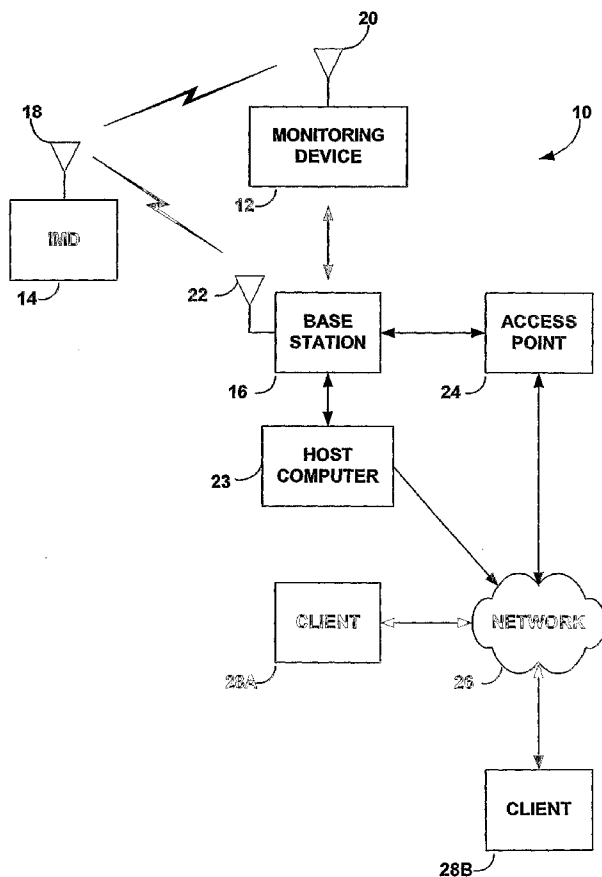 20
18
10
MONITORING
DEVICE
12
IMD
14
22
BASE
STATION
16
ACCESS
POINT
24
HOST
COMPUTER
23
CLIENT
28A
NETWORK
26
CLIENT
28B